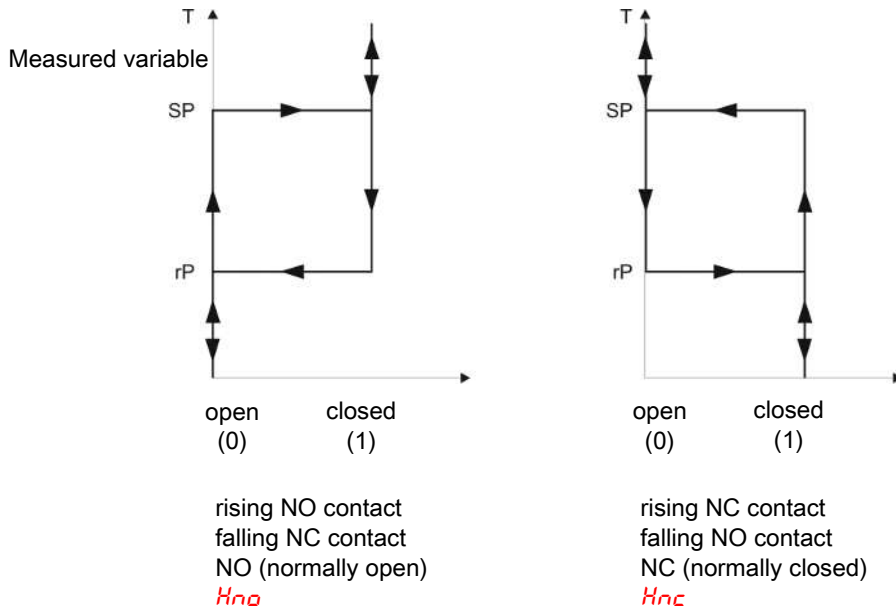 T
Measured variable
SP
rP
open
(0)
closed
(1)
rising NO contact
falling NC contact
NO (normally open)
Hno
T
SP
rP
open
(0)
closed
(1)
rising NC contact
falling NO contact
NC (normally closed)
Hnc